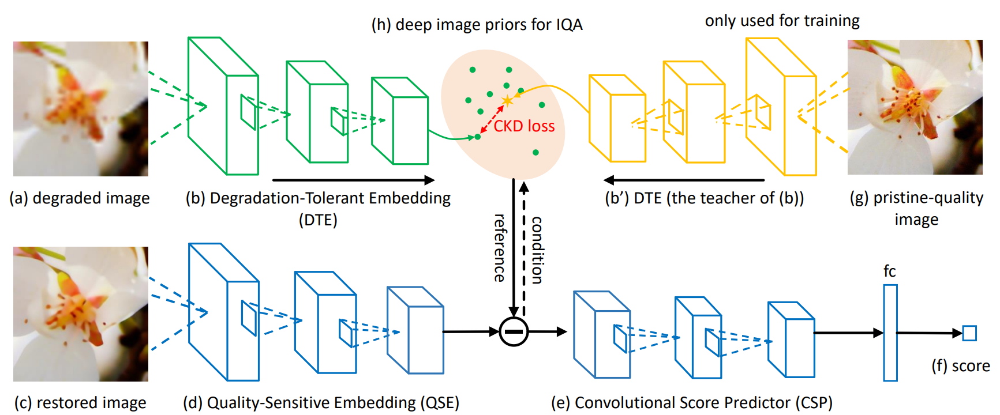 (h) deep image priors for IQA
only used for training
CKD loss
(a) degraded image
(b) Degradation-Tolerant Embedding
(DTE)
(b’) DTE (the teacher of (b))
(g) pristine-quality
image
reference
condition
fc
(f) score
(c) restored image
(d) Quality-Sensitive Embedding (QSE)
(e) Convolutional Score Predictor (CSP)